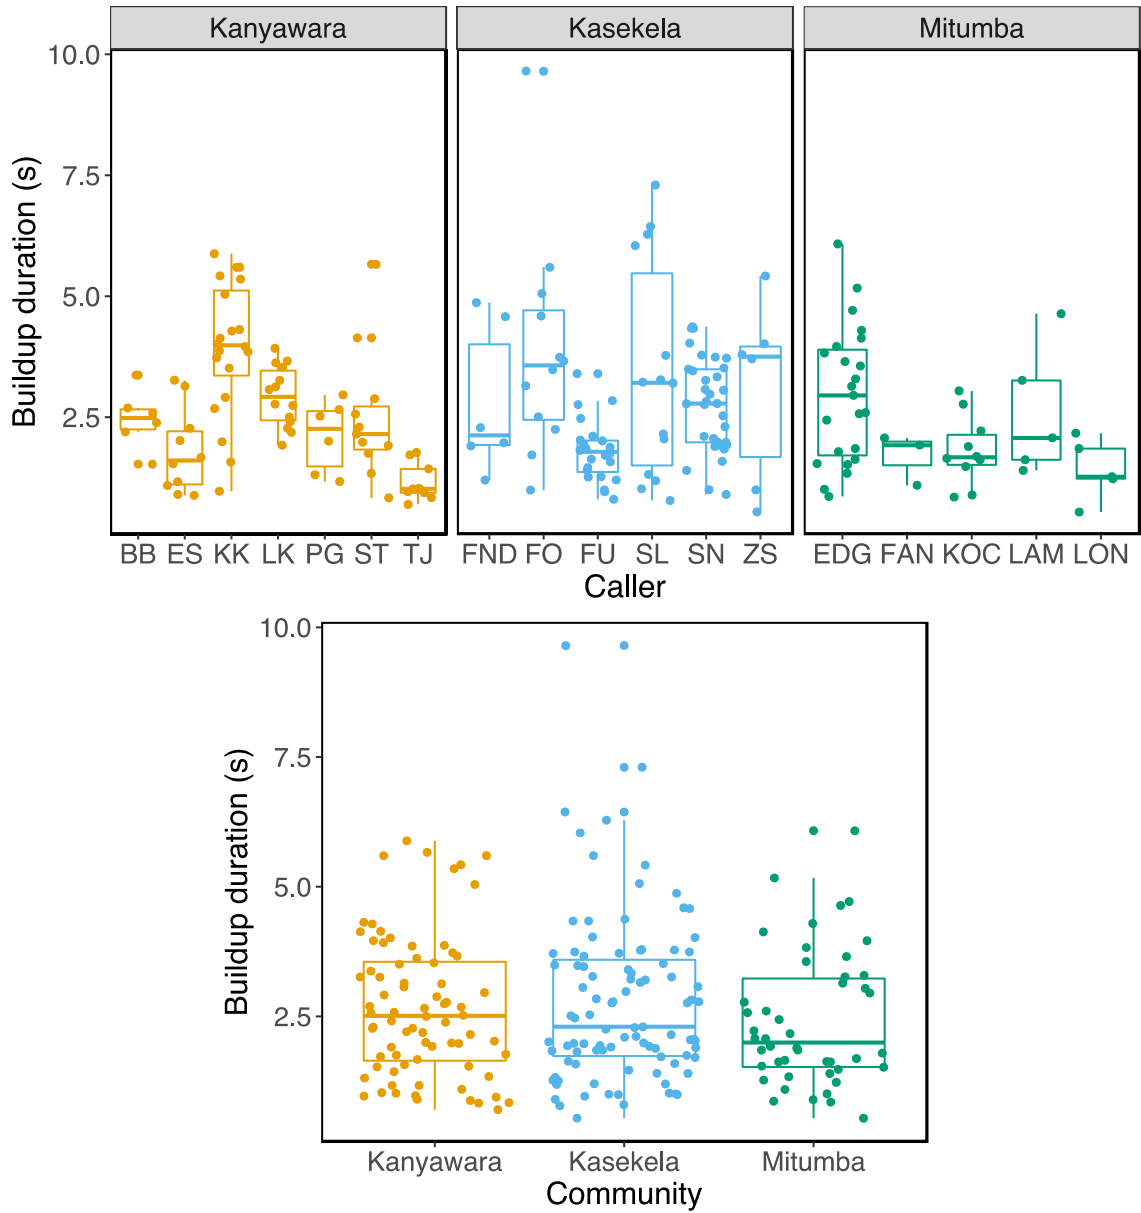 Kanyawara Kasekela Mitumba
Buildup duration (s)
10.0
7.5
5.0
2.5
BB ES KK LK PG ST TJ FND FO FU SL SN ZS EDG FAN KOC LAM LON
Caller
Buildup duration (s)
10.0
7.5
5.0
2.5
Kanyawara Kasekela Mitumba
Community